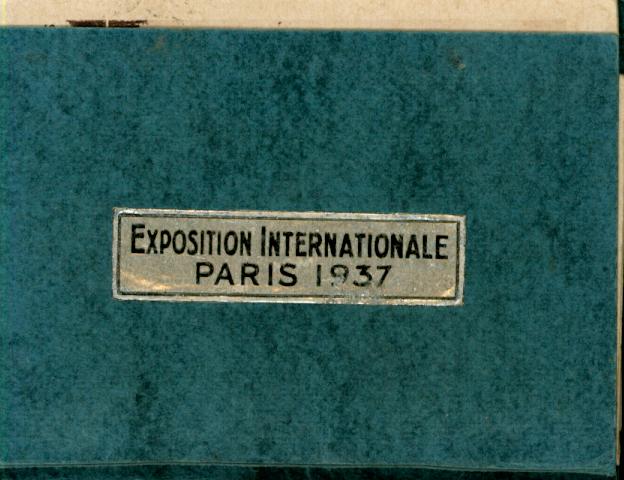 EXPOSITION INTERNATIONALE
PARIS 1937